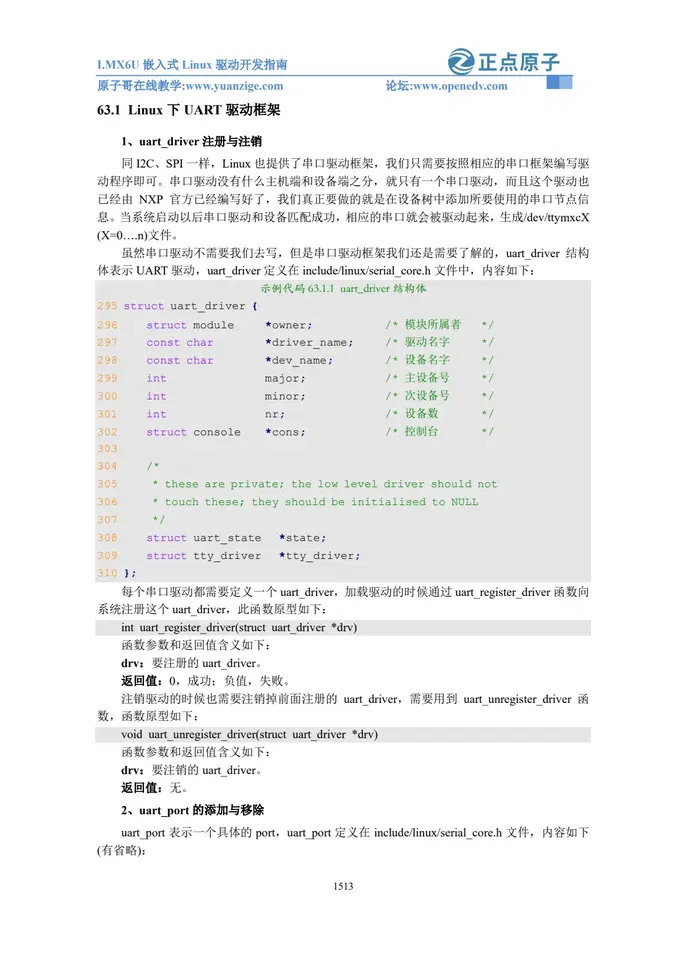 I.MX6U 嵌入式 Linux 驱动开发指南
正点原子
原子哥在线教学:www.yuanzige.com 论坛:www.openedv.com
63.1 Linux 下 UART 驱动框架
1、uart_driver 注册与注销
同 I2C、SPI 一样，Linux 也提供了串口驱动框架，我们只需要按照相应的串口框架编写驱
动程序即可。串口驱动没有什么主机端和设备端之分，就只有一个串口驱动，而且这个驱动也
已经由 NXP 官方已经编写好了，我们真正要做的就是在设备树中添加所要使用的串口节点信
息。当系统启动以后串口驱动和设备匹配成功，相应的串口就会被驱动起来，生成/dev/ttymxcX
(X=0….n)文件。
虽然串口驱动不需要我们去写，但是串口驱动框架我们还是需要了解的，uart_driver 结构
体表示 UART 驱动，uart_driver 定义在 include/linux/serial_core.h 文件中，内容如下：
示例代码 63.1.1 uart_driver 结构体
295 struct uart_driver {
296 struct module *owner; /* 模块所属者 */
297 const char *driver_name; /* 驱动名字 */
298 const char *dev_name; /* 设备名字 */
299 int major; /* 主设备号 */
300 int minor; /* 次设备号 */
301 int nr; /* 设备数 */
302 struct console *cons; /* 控制台 */
303
304 /*
305 * these are private; the low level driver should not
306 * touch these; they should be initialised to NULL
307 */
308 struct uart_state *state;
309 struct tty_driver *tty_driver;
310 };
每个串口驱动都需要定义一个 uart_driver，加载驱动的时候通过 uart_register_driver 函数向
系统注册这个 uart_driver，此函数原型如下：
int uart_register_driver(struct uart_driver *drv)
函数参数和返回值含义如下：
drv：要注册的 uart_driver。
返回值：0，成功；负值，失败。
注销驱动的时候也需要注销掉前面注册的 uart_driver，需要用到 uart_unregister_driver 函
数，函数原型如下：
void uart_unregister_driver(struct uart_driver *drv)
函数参数和返回值含义如下：
drv：要注销的 uart_driver。
返回值：无。
2、uart_port 的添加与移除
uart_port 表示一个具体的 port，uart_port 定义在 include/linux/serial_core.h 文件，内容如下
(有省略)：
1513